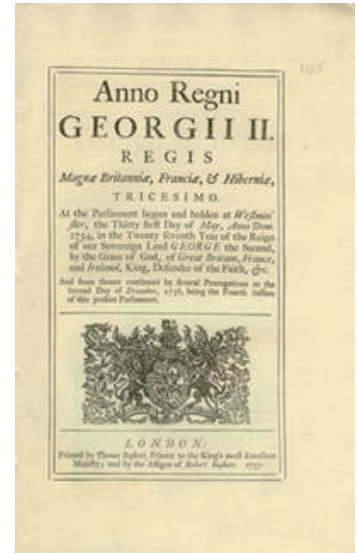 Anno Regni
GEORGII II.
REGIS
Magnæ Britanniæ, Franciæ, & Hiberniæ,
TRICESIMO.
At the Parliament begun and holden at Westmin-
ster, the Thirty first Day of May, Anno Dom.
1754, in the Twenty seventh Year of the Reign
of our Sovereign Lord GEORGE the Second,
by the Grace of God, of Great Britain, France,
and Ireland, King, Defender of the Faith, &c.
And from thence continued by several Prorogations to the
Second Day of December, 1756, being the Fourth Session
of this present Parliament.
LONDON:
Printed by Thomas Baskett, Printer to the King's most Excellent
Majesty; and by the Assigns of Robert Baskett. 1757.